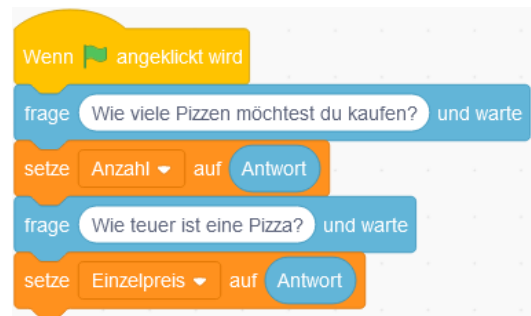 Wenn angeklickt wird
frage Wie viele Pizzen möchtest du kaufen? und warte
setze Anzahl auf Antwort
frage Wie teuer ist eine Pizza? und warte
setze Einzelpreis auf Antwort